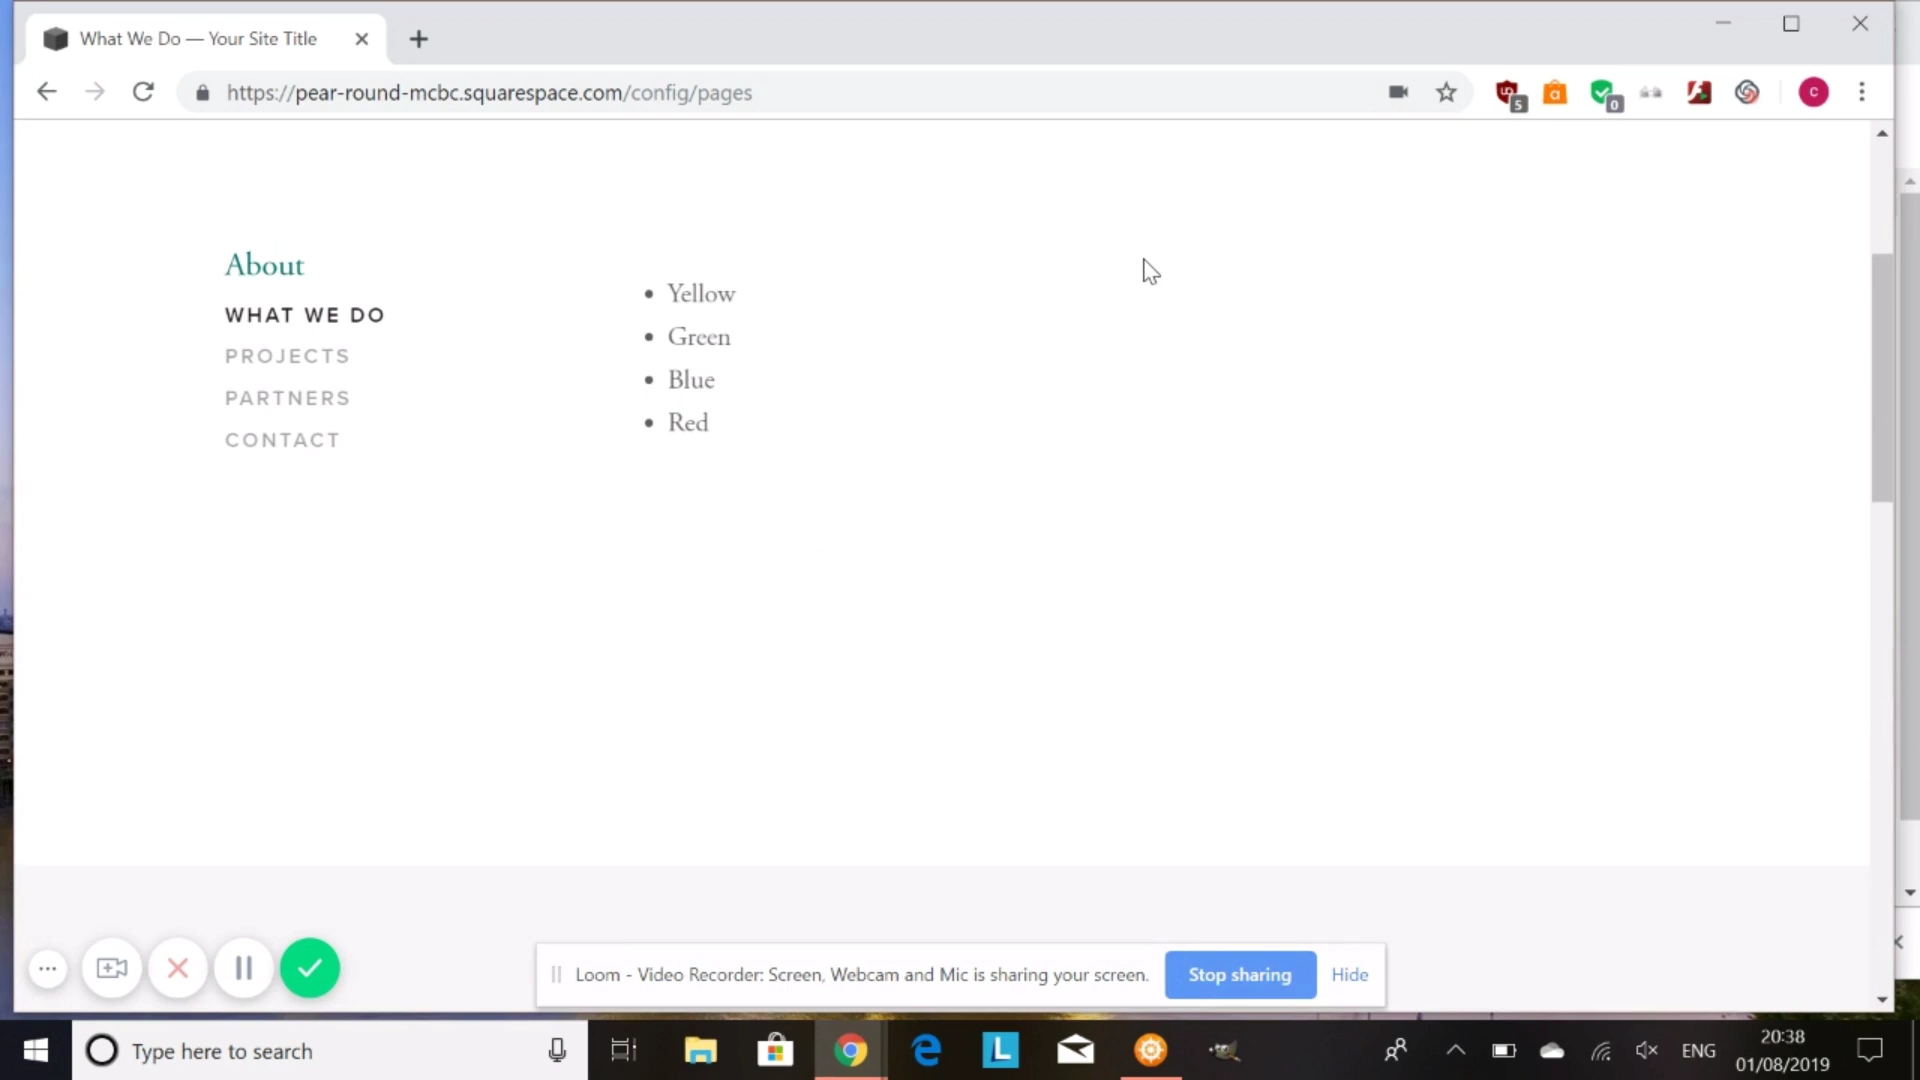 What We Do — Your Site Title
https://pear-round-mcbc.squarespace.com/config/pages
5
a
0
c
About
WHAT WE DO
PROJECTS
PARTNERS
CONTACT
• Yellow
• Green
• Blue
• Red
Loom - Video Recorder: Screen, Webcam and Mic is sharing your screen.
Stop sharing
Hide
Type here to search
L
ENG
20:38
01/08/2019